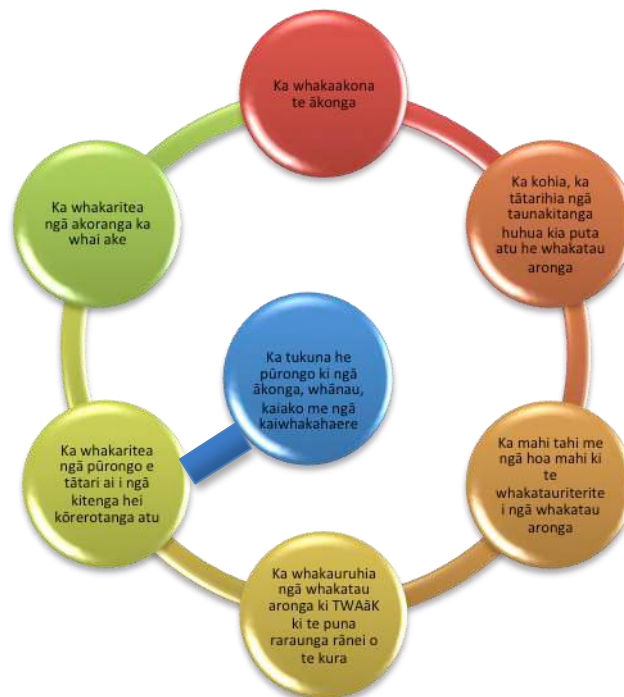 Ka whakaakona
te ākonga
Ka kohia, ka
tātarihia ngā
taunakitanga
huhua kia puta
atu he whakatau
aronga
Ka mahi tahi me
ngā hoa mahi ki
te
whakatauriterite
i ngā whakatau
aronga
Ka whakauruhia
ngā whakatau
aronga ki TWAāK
ki te puna
raraunga rānei o
te kura
Ka whakaritea
ngā pūrongo e
tātari ai i ngā
kitenga hei
kōrerotanga atu
Ka tukuna he
pūrongo ki ngā
ākonga, whānau,
kaiako me ngā
kaiwhakahaere
Ka whakaritea
ngā akoranga ka
whai ake